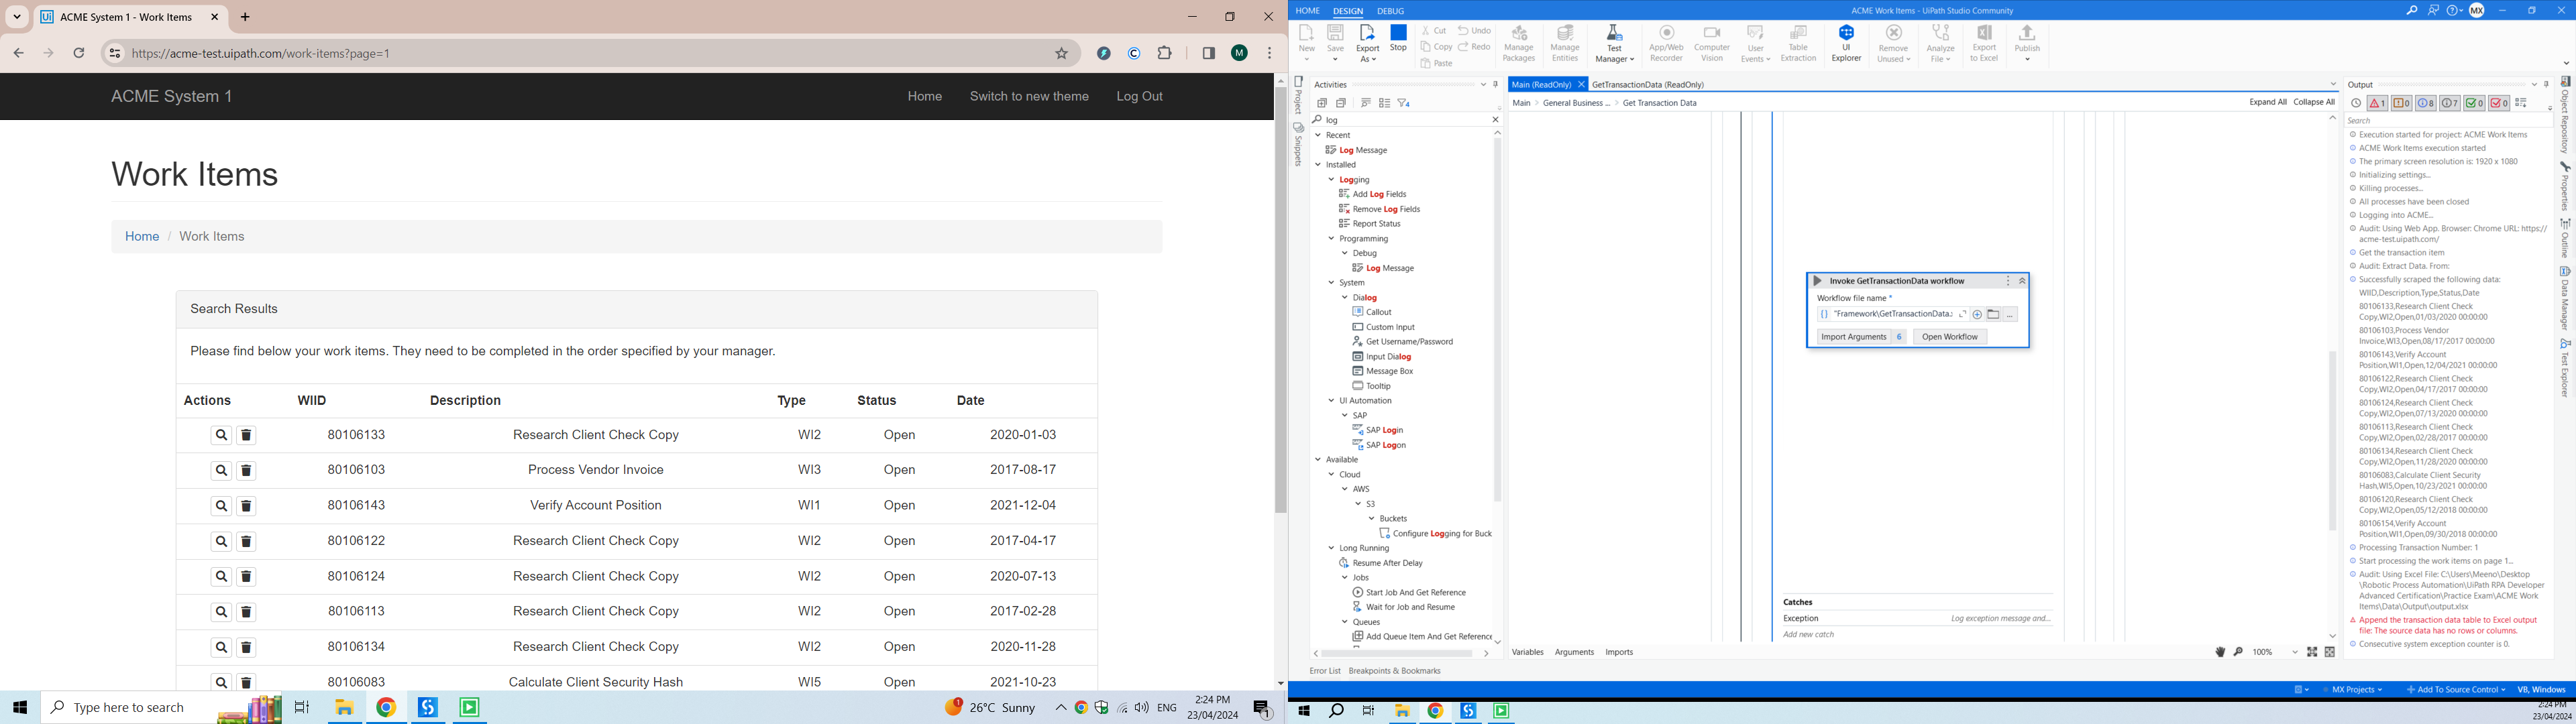 ACME System 1 - Work Items
https://acme-test.uipath.com/work-items?page=1
M
ACME System 1
Home
Switch to new theme
Log Out
Work Items
Home / Work Items
Search Results
Please find below your work items. They need to be completed in the order specified by your manager.
Actions WIID Description Type Status Date
80106133 Research Client Check Copy WI2 Open 2020-01-03
80106103 Process Vendor Invoice WI3 Open 2017-08-17
80106143 Verify Account Position WI1 Open 2021-12-04
80106122 Research Client Check Copy WI2 Open 2017-04-17
80106124 Research Client Check Copy WI2 Open 2020-07-13
80106113 Research Client Check Copy WI2 Open 2017-02-28
80106134 Research Client Check Copy WI2 Open 2020-11-28
80106083 Calculate Client Security Hash WI5 Open 2021-10-23
Type here to search
26°C Sunny
ENG
2:24 PM
23/04/2024
HOME DESIGN DEBUG
ACME Work Items - UiPath Studio Community
MX
New
Save
Export As
Stop
Cut
Copy
Paste
Undo
Redo
Manage Packages
Manage Entities
Test Manager
App/Web Recorder
Computer Vision
User Events
Table Extraction
UI Explorer
Remove Unused
Analyze File
Export to Excel
Publish
Project
Snippets
Activities
log
Recent
Log Message
Installed
Logging
Add Log Fields
Remove Log Fields
Report Status
Programming
Debug
Log Message
System
Dialog
Callout
Custom Input
Get Username/Password
Input Dialog
Message Box
Tooltip
UI Automation
SAP
SAP Login
SAP Logon
Available
Cloud
AWS
S3
Buckets
Configure Logging for Buck
Long Running
Resume After Delay
Jobs
Start Job And Get Reference
Wait for Job and Resume
Queues
Add Queue Item And Get Reference
Main (ReadOnly)
GetTransactionData (ReadOnly)
Main > General Business ... > Get Transaction Data
Expand All Collapse All
Invoke GetTransactionData workflow
Workflow file name *
"Framework\GetTransactionData.
Import Arguments 6
Open Workflow
Catches
Exception
Log exception message and...
Add new catch
Variables Arguments Imports
100%
Error List Breakpoints & Bookmarks
Output
1 0 8 7 0 0
Search
Execution started for project: ACME Work Items
ACME Work Items execution started
The primary screen resolution is: 1920 x 1080
Initializing settings...
Killing processes...
All processes have been closed
Logging into ACME...
Audit: Using Web App. Browser: Chrome URL: https://
acme-test.uipath.com/
Get the transaction item
Audit: Extract Data. From:
Successfully scraped the following data:
WIID,Description,Type,Status,Date
80106133,Research Client Check
Copy,WI2,Open,01/03/2020 00:00:00
80106103,Process Vendor
Invoice,WI3,Open,08/17/2017 00:00:00
80106143,Verify Account
Position,WI1,Open,12/04/2021 00:00:00
80106122,Research Client Check
Copy,WI2,Open,04/17/2017 00:00:00
80106124,Research Client Check
Copy,WI2,Open,07/13/2020 00:00:00
80106113,Research Client Check
Copy,WI2,Open,02/28/2017 00:00:00
80106134,Research Client Check
Copy,WI2,Open,11/28/2020 00:00:00
80106083,Calculate Client Security
Hash,WI5,Open,10/23/2021 00:00:00
80106120,Research Client Check
Copy,WI2,Open,05/12/2018 00:00:00
80106154,Verify Account
Position,WI1,Open,09/30/2018 00:00:00
Processing Transaction Number: 1
Start processing the work items on page 1...
Audit: Using Excel File: C:\Users\Meeno\Desktop
\Robotic Process Automation\UiPath RPA Developer
Advanced Certification\Practice Exam\ACME Work
Items\Data\Output\output.xlsx
Append the transaction data table to Excel output
file: The source data has no rows or columns.
Consecutive system exception counter is 0.
Object Repository
Properties
Outline
Data Manager
Test Explorer
MX Projects
Add To Source Control
VB, Windows
2:24 PM
23/04/2024